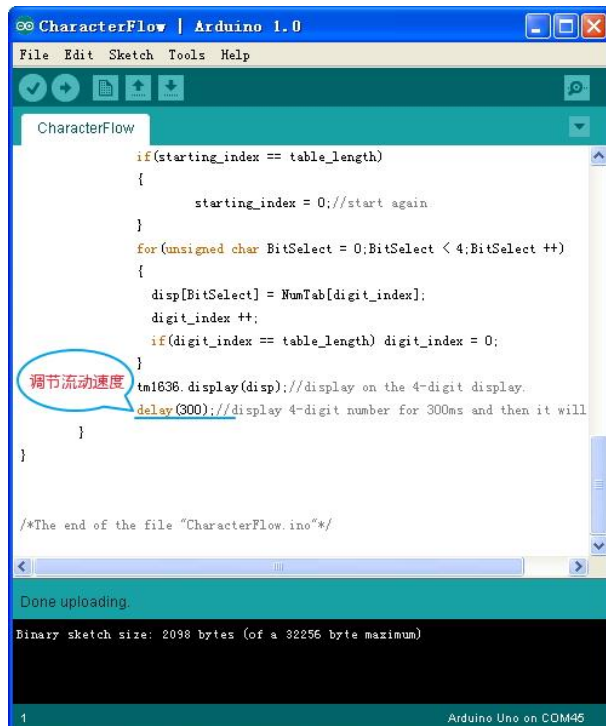 CharacterFlow | Arduino 1.0
File Edit Sketch Tools Help
CharacterFlow
if(starting_index == table_length)
{
starting_index = 0;//start again
}
for(unsigned char BitSelect = 0;BitSelect < 4;BitSelect ++)
{
disp[BitSelect] = NumTab[digit_index];
digit_index ++;
if(digit_index == table_length) digit_index = 0;
}
调节流动速度
tm1636.display(disp);//display on the 4-digit display.
delay(300);//display 4-digit number for 300ms and then it will
}
}
/*The end of the file "CharacterFlow.ino"*/
Done uploading.
Binary sketch size: 2098 bytes (of a 32256 byte maximum)
1 Arduino Uno on COM45